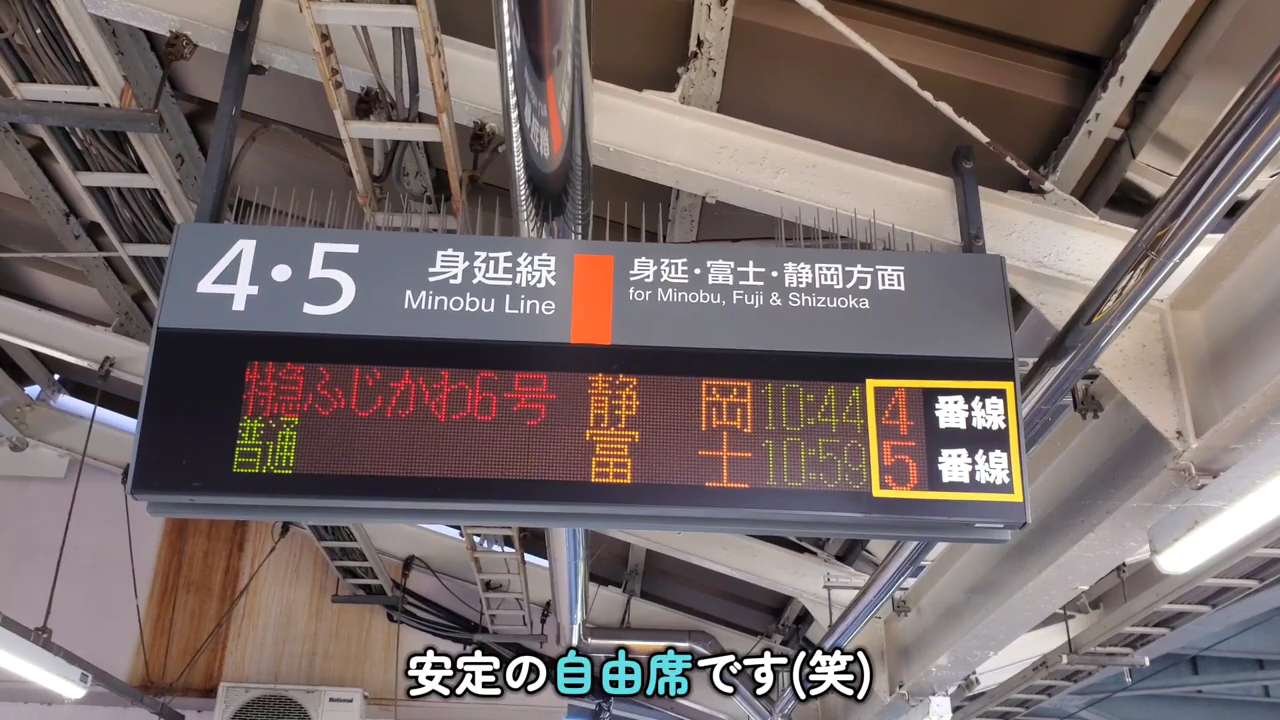 4・5
身延線
Minobu Line
身延・富士・静岡方面
for Minobu, Fuji & Shizuoka
特急ふじかわ6号 静岡 10:44 4 番線
普通 富士 10:59 5 番線
安定の自由席です(笑)
National